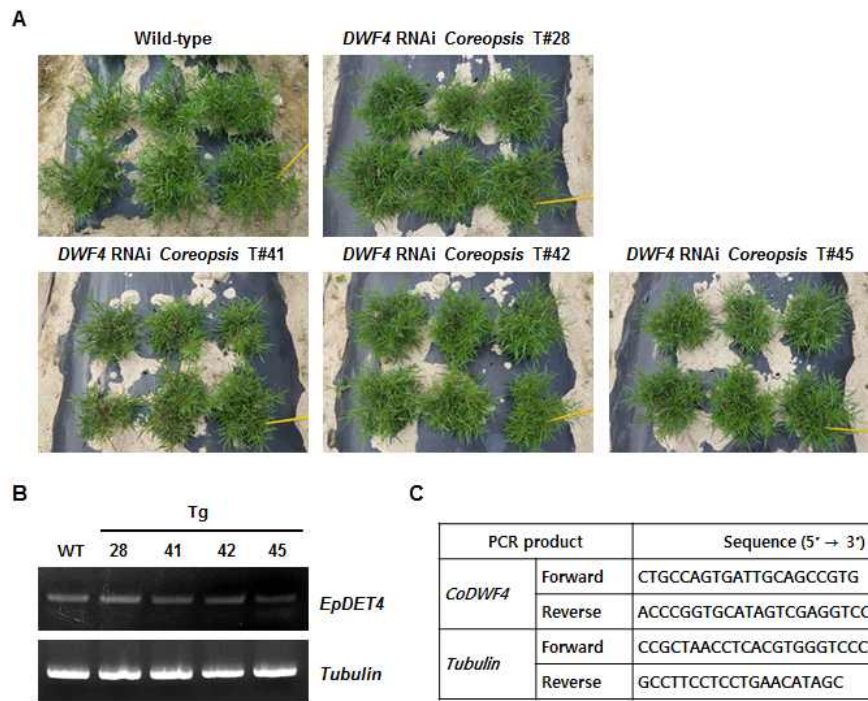 A
Wild-type
DWF4 RNAi Coreopsis T#28
DWF4 RNAi Coreopsis T#41
DWF4 RNAi Coreopsis T#42
DWF4 RNAi Coreopsis T#45
B
Tg
WT 28 41 42 45
EpDET4
Tubulin
C
PCR product Sequence (5' → 3')
CoDWF4 Forward CTGCCAGTGATTGCAGCCGTG
Reverse ACCCGGTGCATAGTCGAGGTCC
Tubulin Forward CCGCTAACCTCACGTGGGTCCC
Reverse GCCTTCCTCCTGAACATAGC